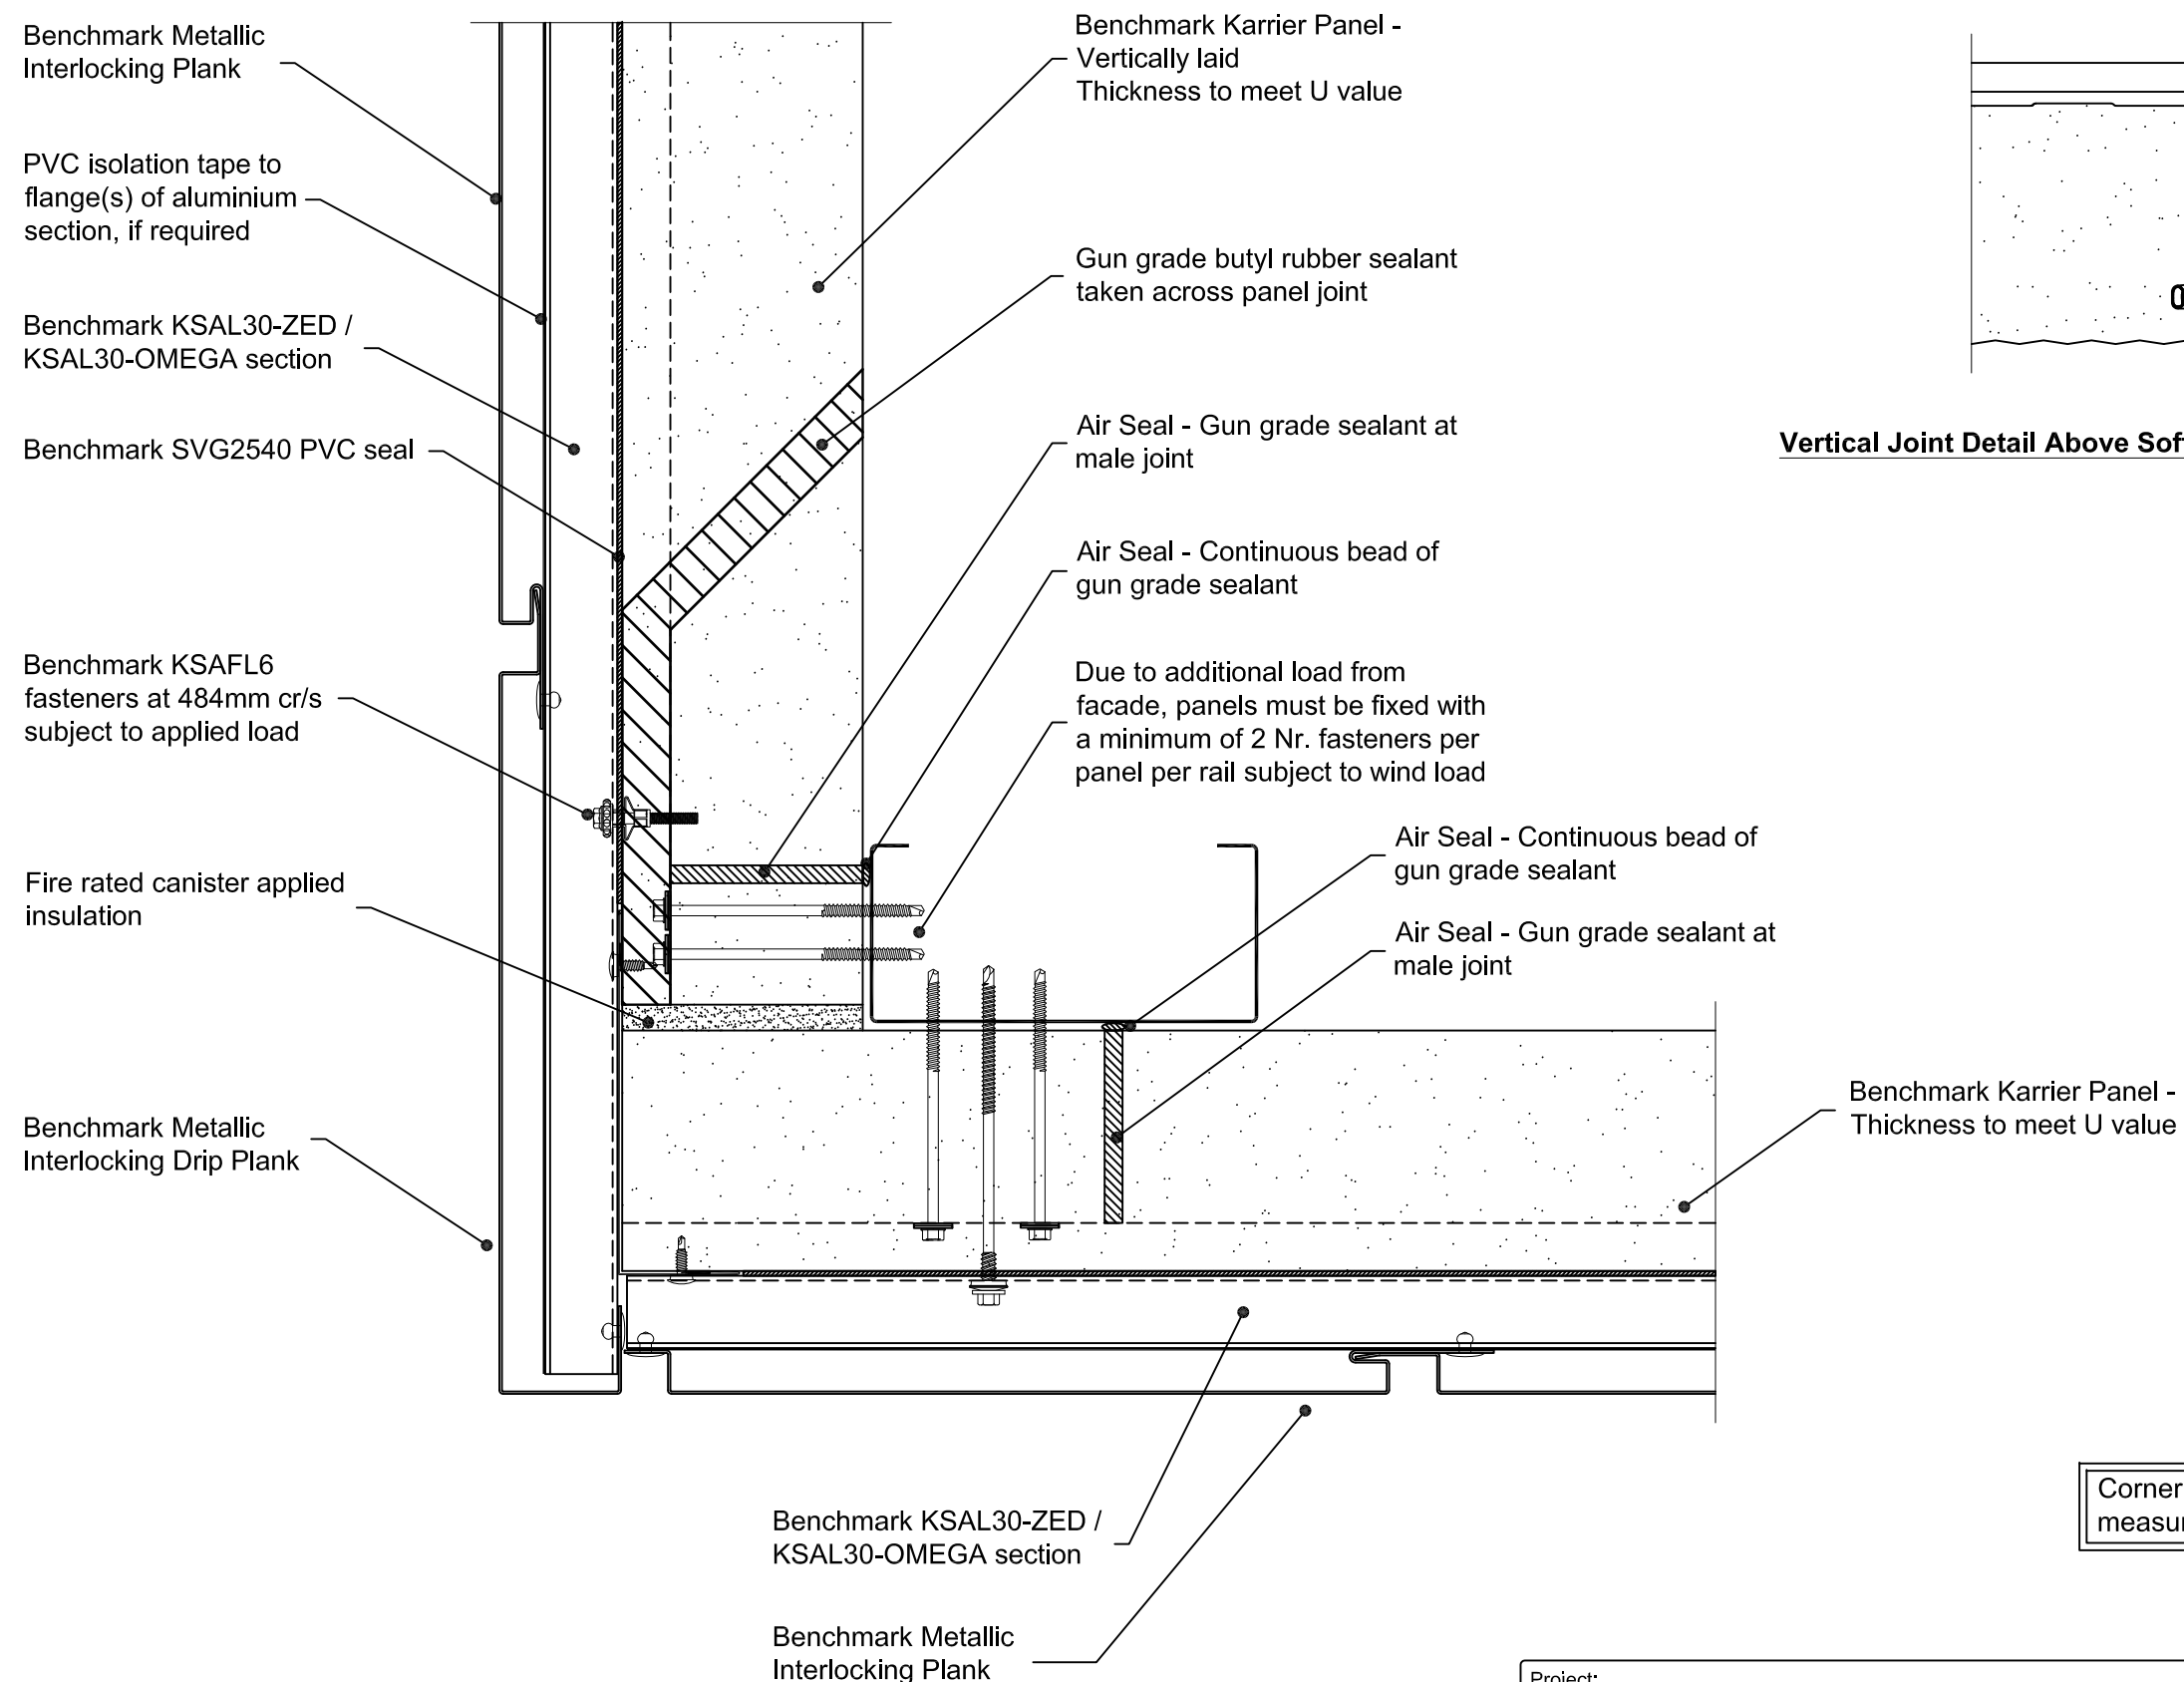 Benchmark Metallic
Interlocking Plank
PVC isolation tape to
flange(s) of aluminium
section, if required
Benchmark KSAL30-ZED /
KSAL30-OMEGA section
Benchmark SVG2540 PVC seal
Benchmark KSAFL6
fasteners at 484mm cr/s
subject to applied load
Fire rated canister applied
insulation
Benchmark Metallic
Interlocking Drip Plank
Benchmark Karrier Panel -
Vertically laid
Thickness to meet U value
Gun grade butyl rubber sealant
taken across panel joint
Air Seal - Gun grade sealant at
male joint
Air Seal - Continuous bead of
gun grade sealant
Due to additional load from
facade, panels must be fixed with
a minimum of 2 Nr. fasteners per
panel per rail subject to wind load
Air Seal - Continuous bead of
gun grade sealant
Air Seal - Gun grade sealant at
male joint
Vertical Joint Detail Above
Benchmark Karrier Panel -
Thickness to meet U value
Benchmark KSAL30-ZED /
KSAL30-OMEGA section
Benchmark Metallic
Interlocking Plank
Corner
Project: